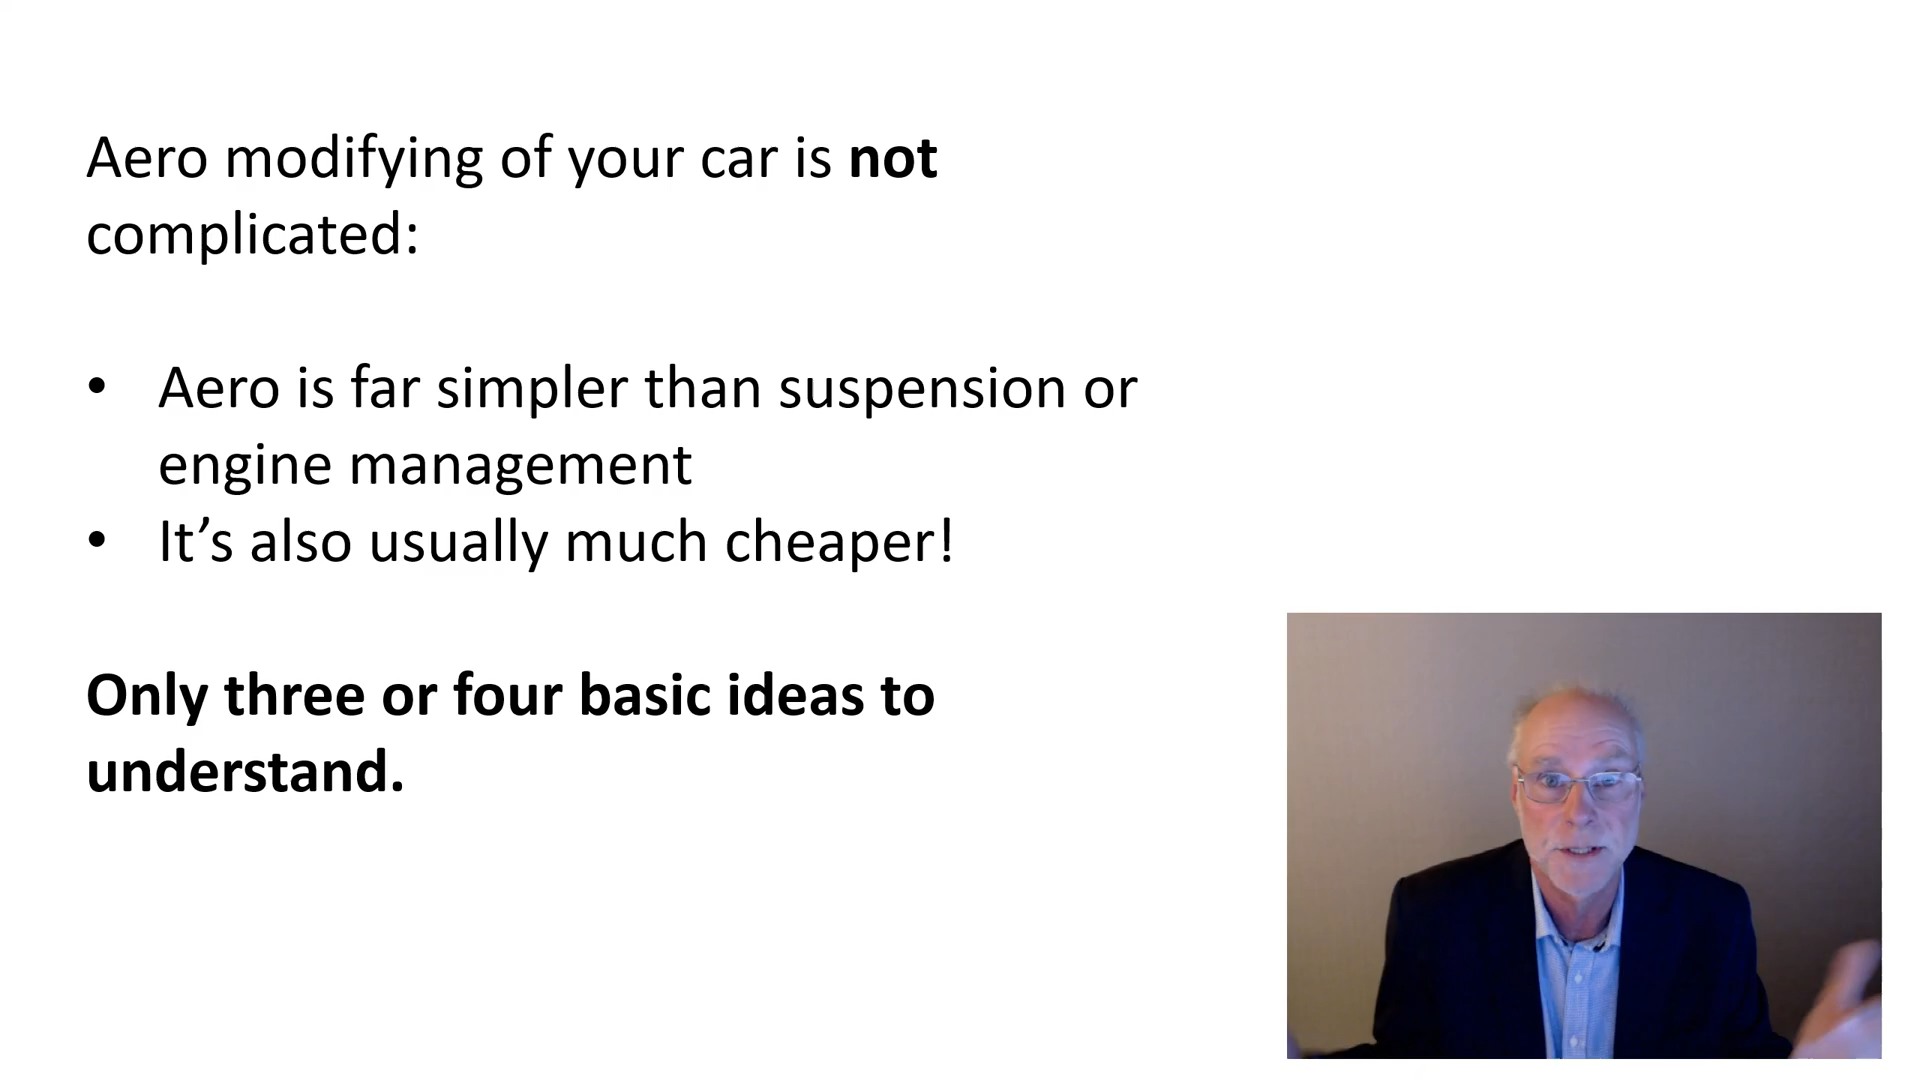 Aero modifying of your car is not
complicated:
• Aero is far simpler than suspension or
engine management
• It’s also usually much cheaper!
Only three or four basic ideas to
understand.